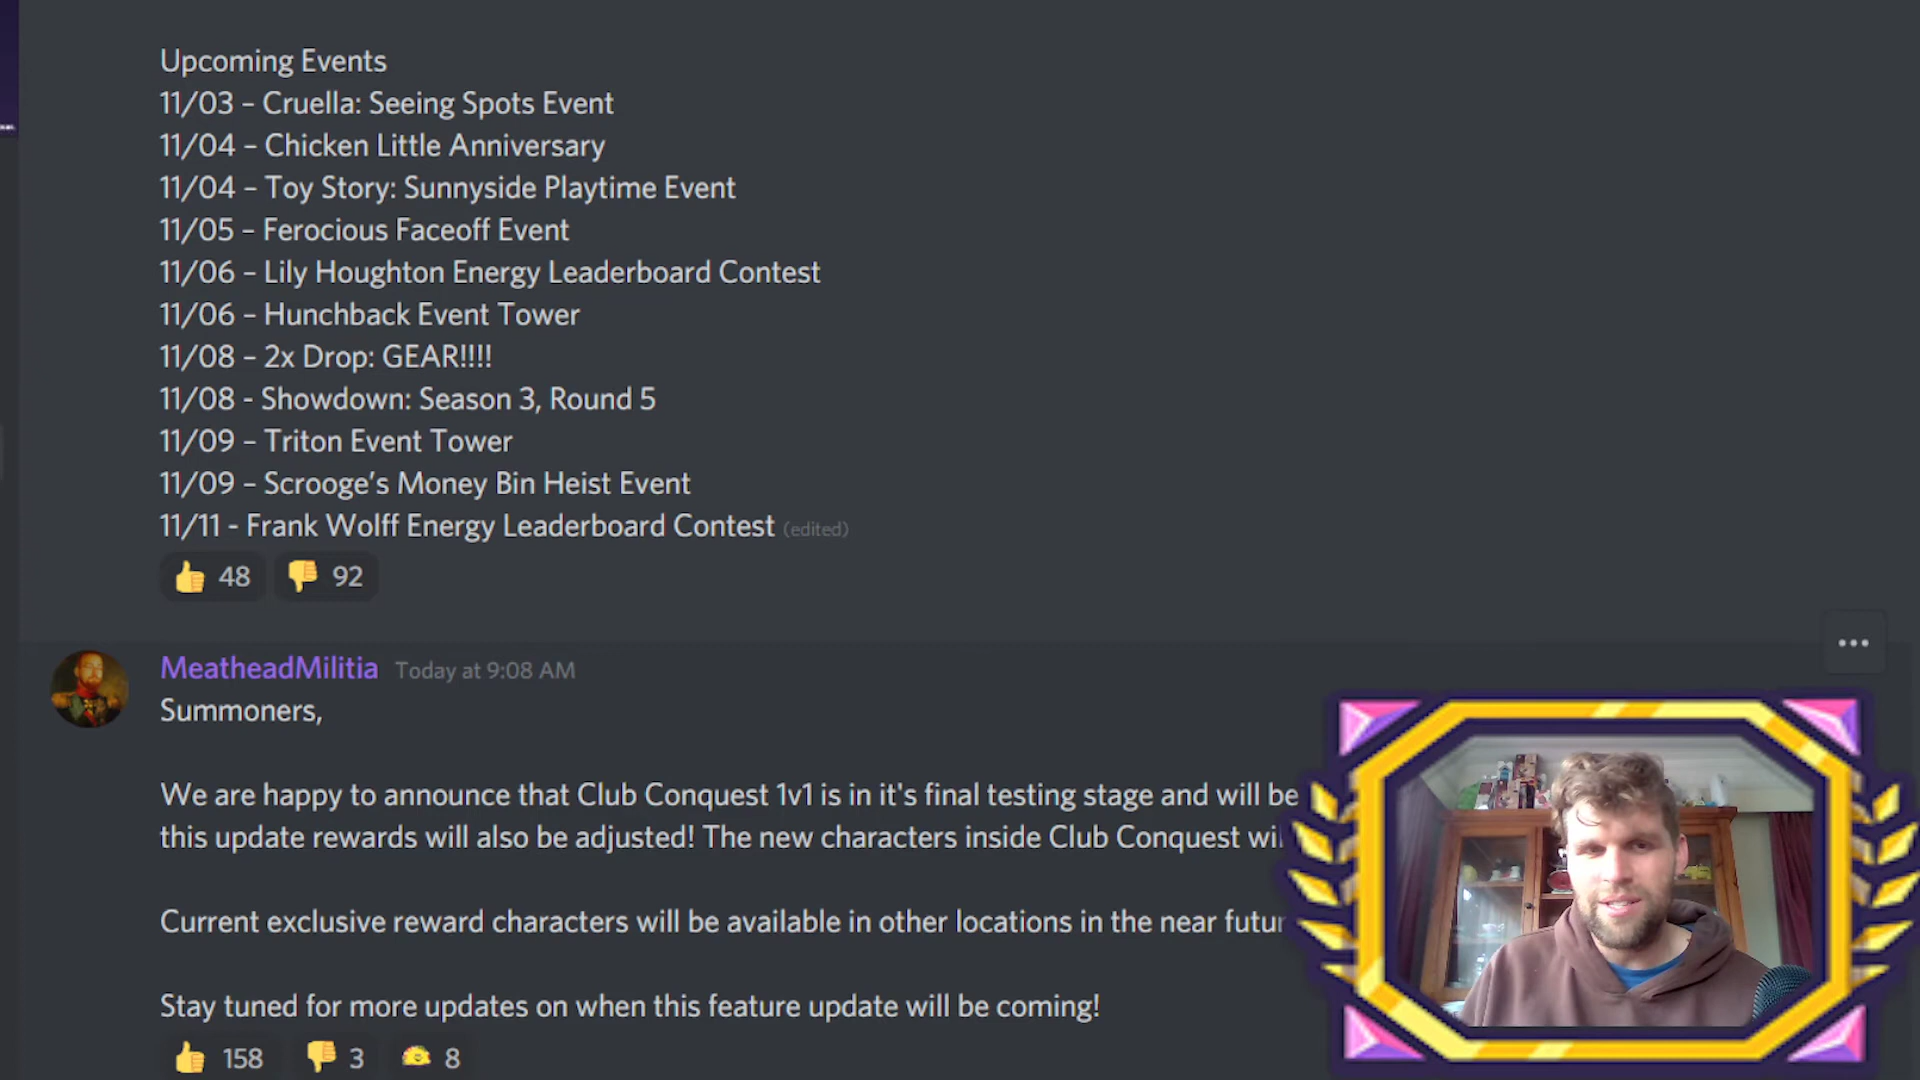 Upcoming Events
11/03 – Cruella: Seeing Spots Event
11/04 – Chicken Little Anniversary
11/04 – Toy Story: Sunnyside Playtime Event
11/05 – Ferocious Faceoff Event
11/06 – Lily Houghton Energy Leaderboard Contest
11/06 – Hunchback Event Tower
11/08 – 2x Drop: GEAR!!!!
11/08 - Showdown: Season 3, Round 5
11/09 – Triton Event Tower
11/09 – Scrooge’s Money Bin Heist Event
11/11 - Frank Wolff Energy Leaderboard Contest (edited)
48 92
MeatheadMilitia Today at 9:08 AM
Summoners,
We are happy to announce that Club Conquest 1v1 is in it's final testing stage and will be
this update rewards will also be adjusted! The new characters inside Club Conquest
Current exclusive reward characters will be available in other locations in the near
Stay tuned for more updates on when this feature update will be coming!
158 3 8